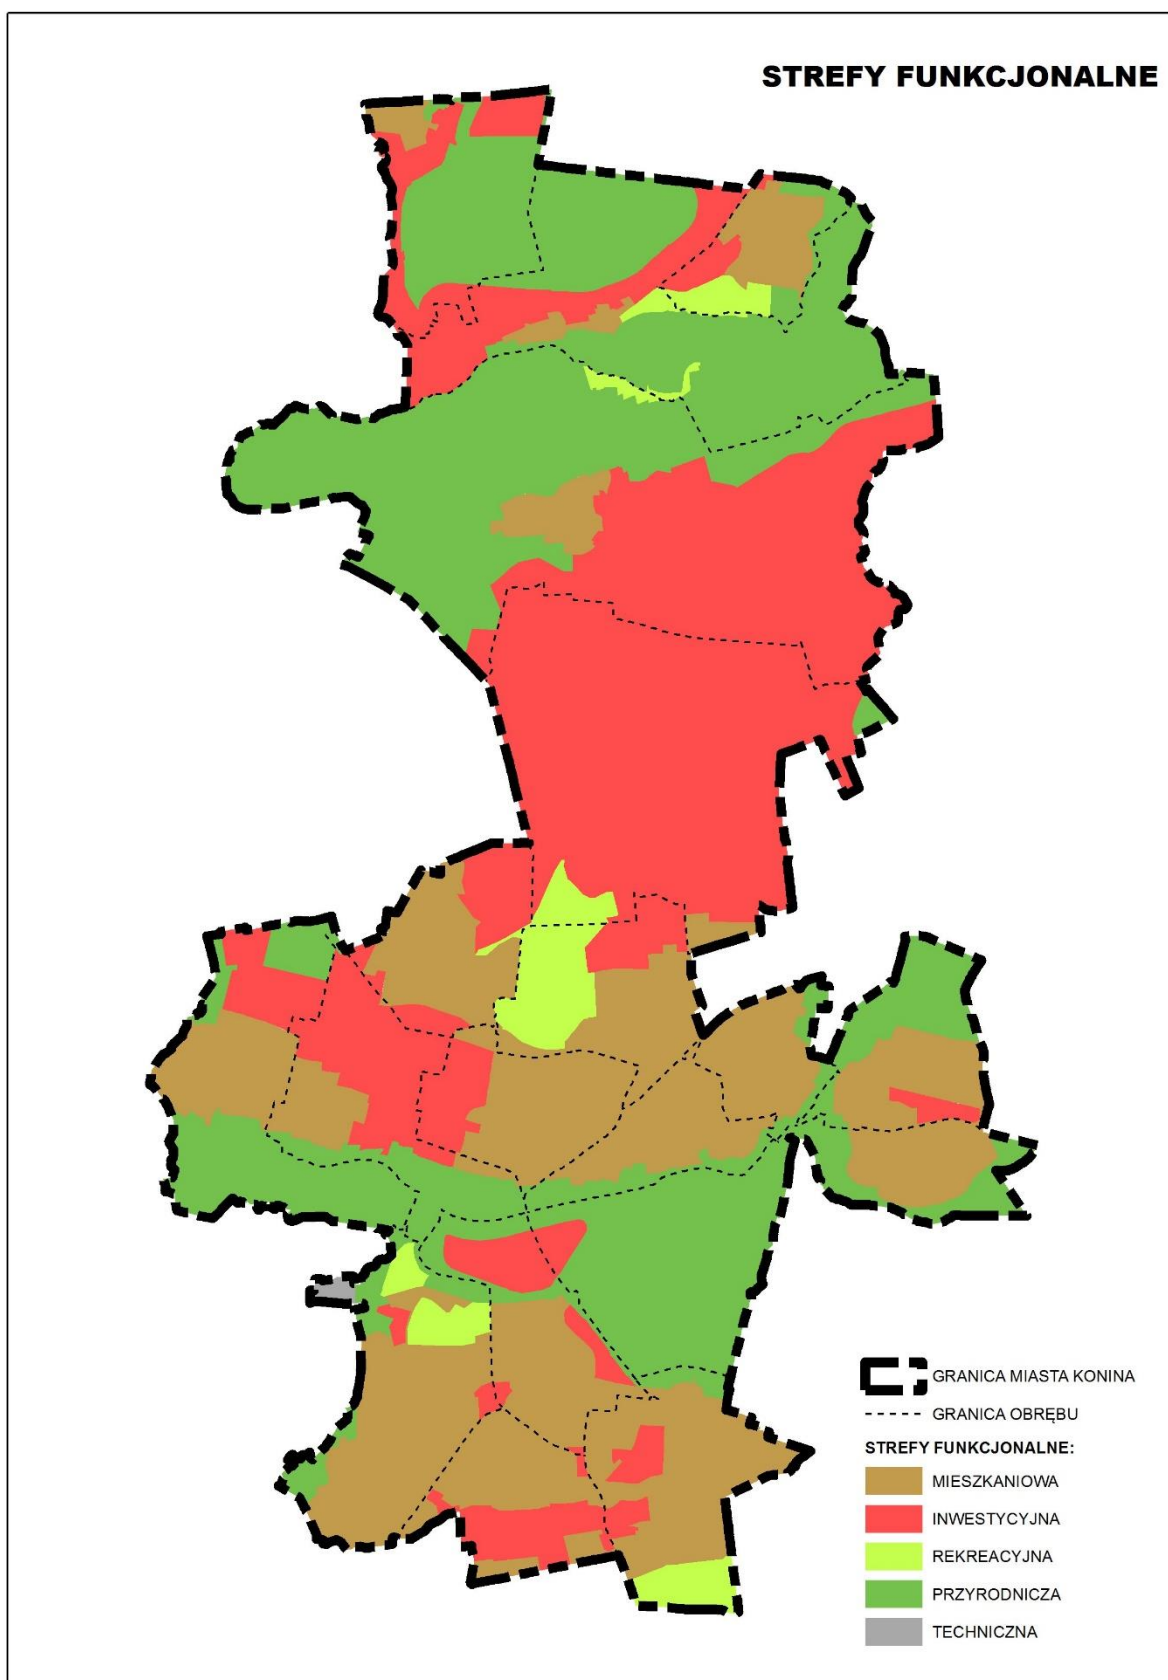 STREFY FUNKCJONALNE
GRANICA MIASTA KONINA
GRANICA OBRĘBU
STREFY FUNKCJONALNE:
MIESZKANIOWA
INWESTYCYJNA
REKREACYJNA
PRZYRODNICZA
TECHNICZNA